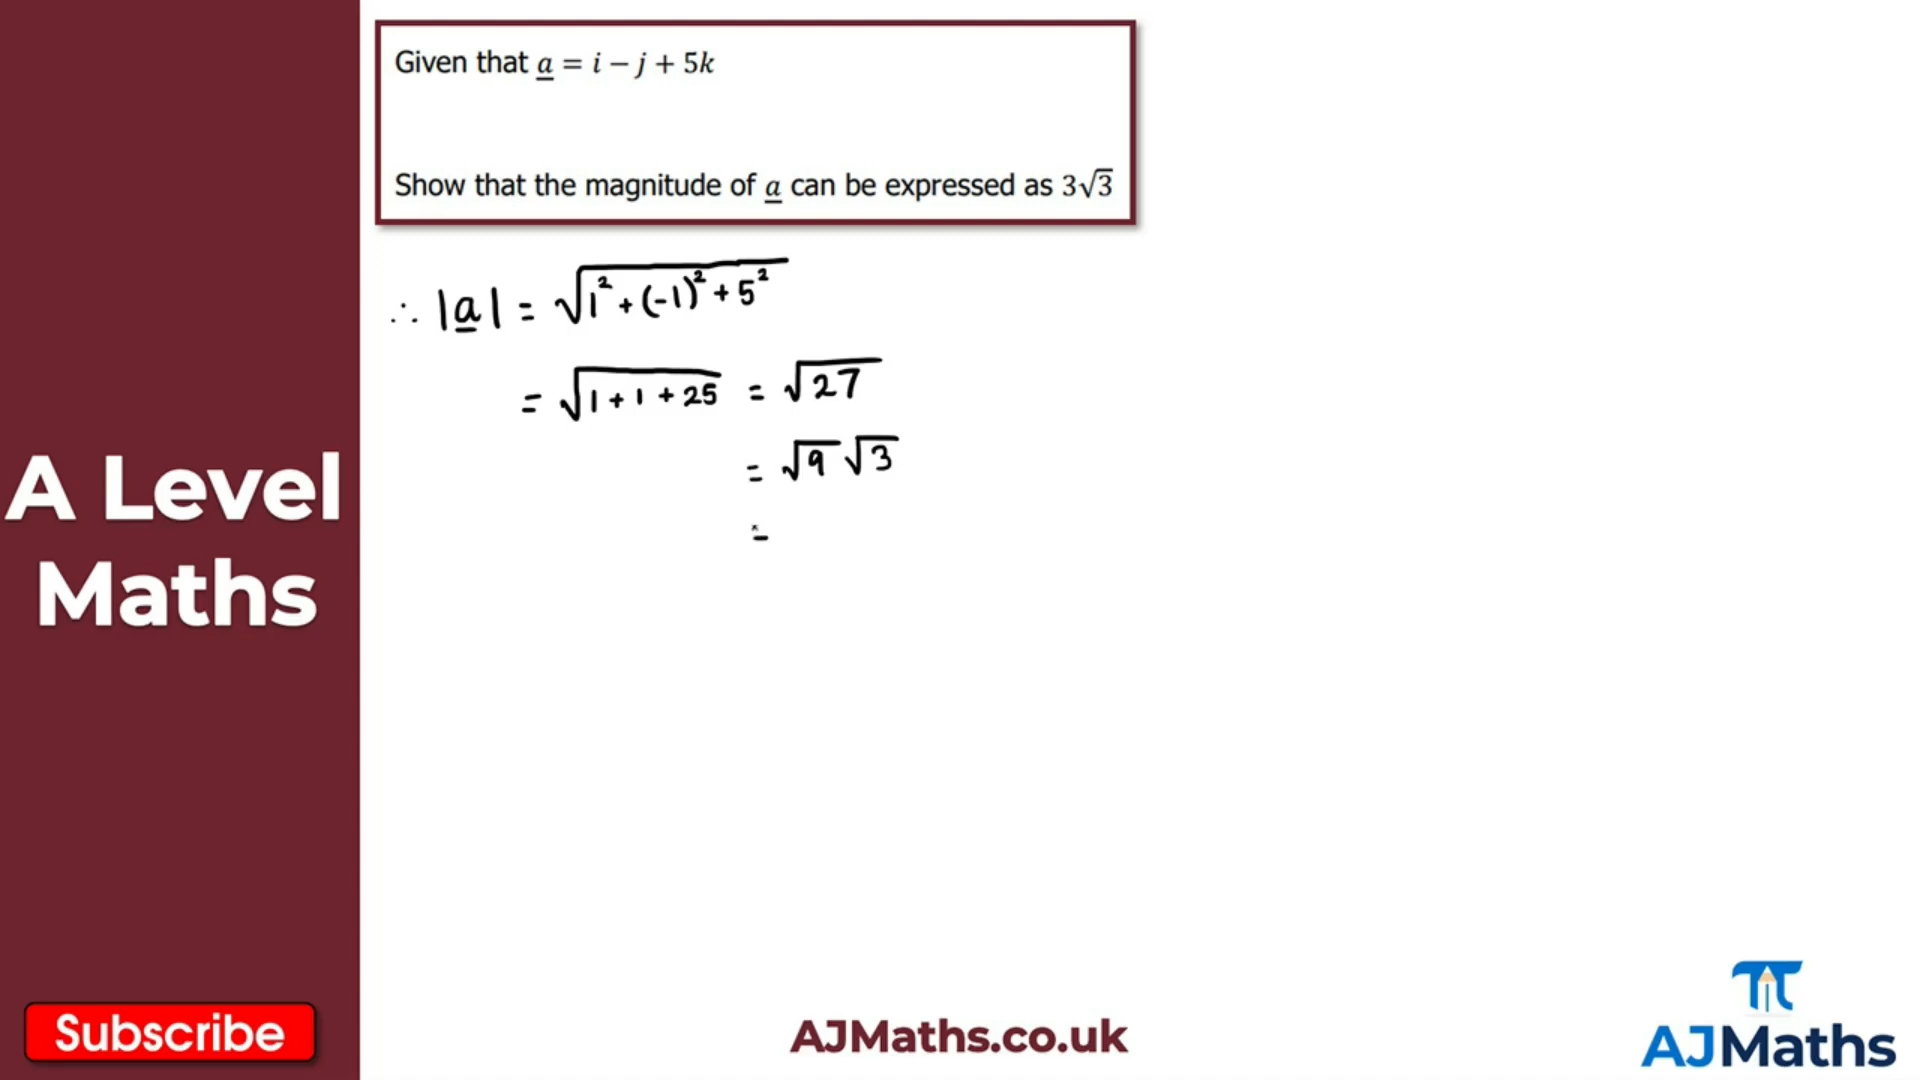 Given that a = i − j + 5k
Show that the magnitude of a can be expressed as 3√3
∴ |a| = √1² + (-1)² + 5²
= √1 + 1 + 25 = √27
= √9 √3
=
A Level
Maths
Subscribe
AJMaths.co.uk
AJMaths